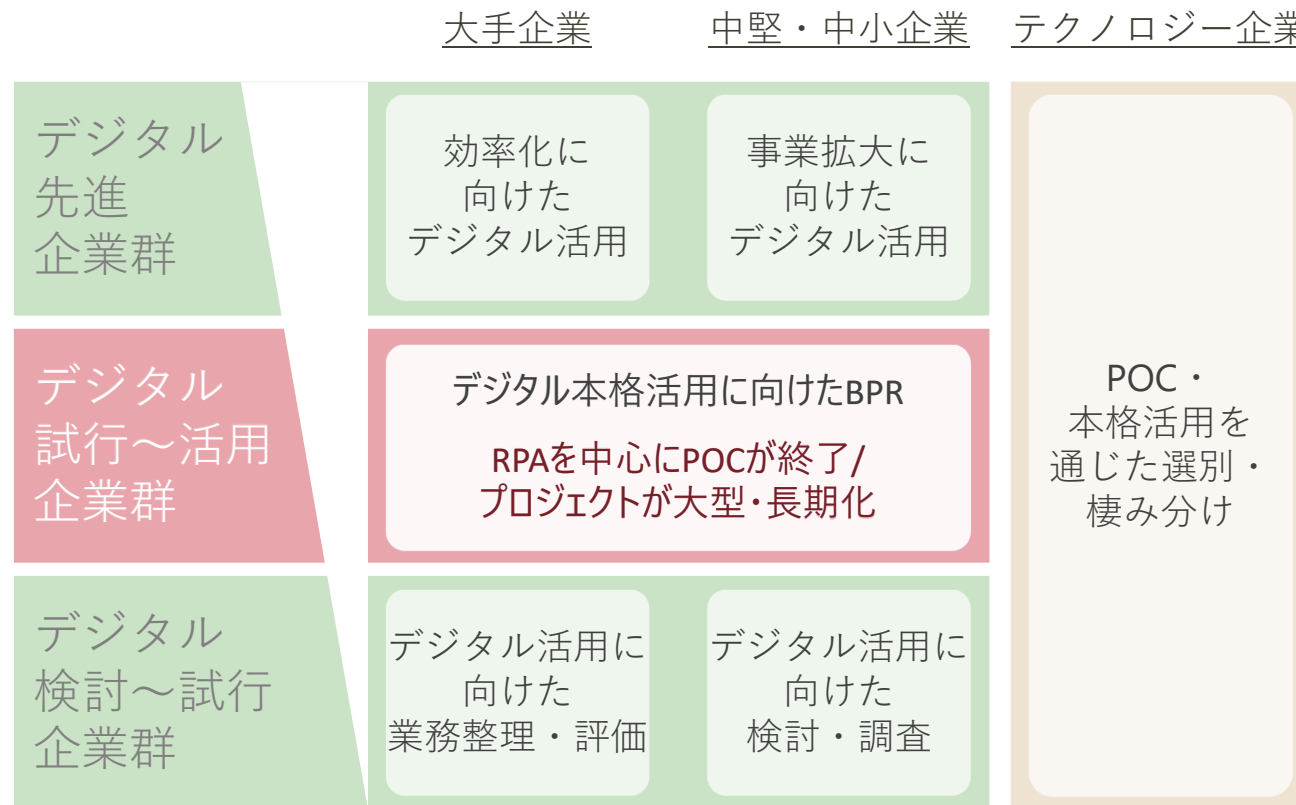 大手企業
中堅・中小企業
テクノロジー企業
デジタル
先進
企業群
効率化に
向けた
デジタル活用
事業拡大に
向けた
デジタル活用
デジタル
試行～活用
企業群
デジタル本格活用に向けたBPR
RPAを中心にPOCが終了/
プロジェクトが大型・長期化
POC・
本格活用を
通じた選別・
棲み分け
デジタル
検討～試行
企業群
デジタル活用に
向けた
業務整理・評価
デジタル活用に
向けた
検討・調査